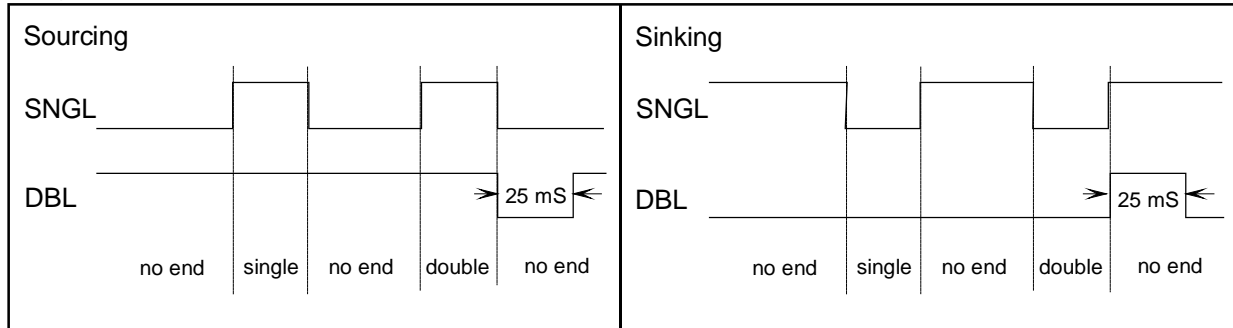 Sourcing
SNGL
DBL
25 mS
no end
single
no end
double
no end
Sinking
SNGL
DBL
25 mS
no end
single
no end
double
no end